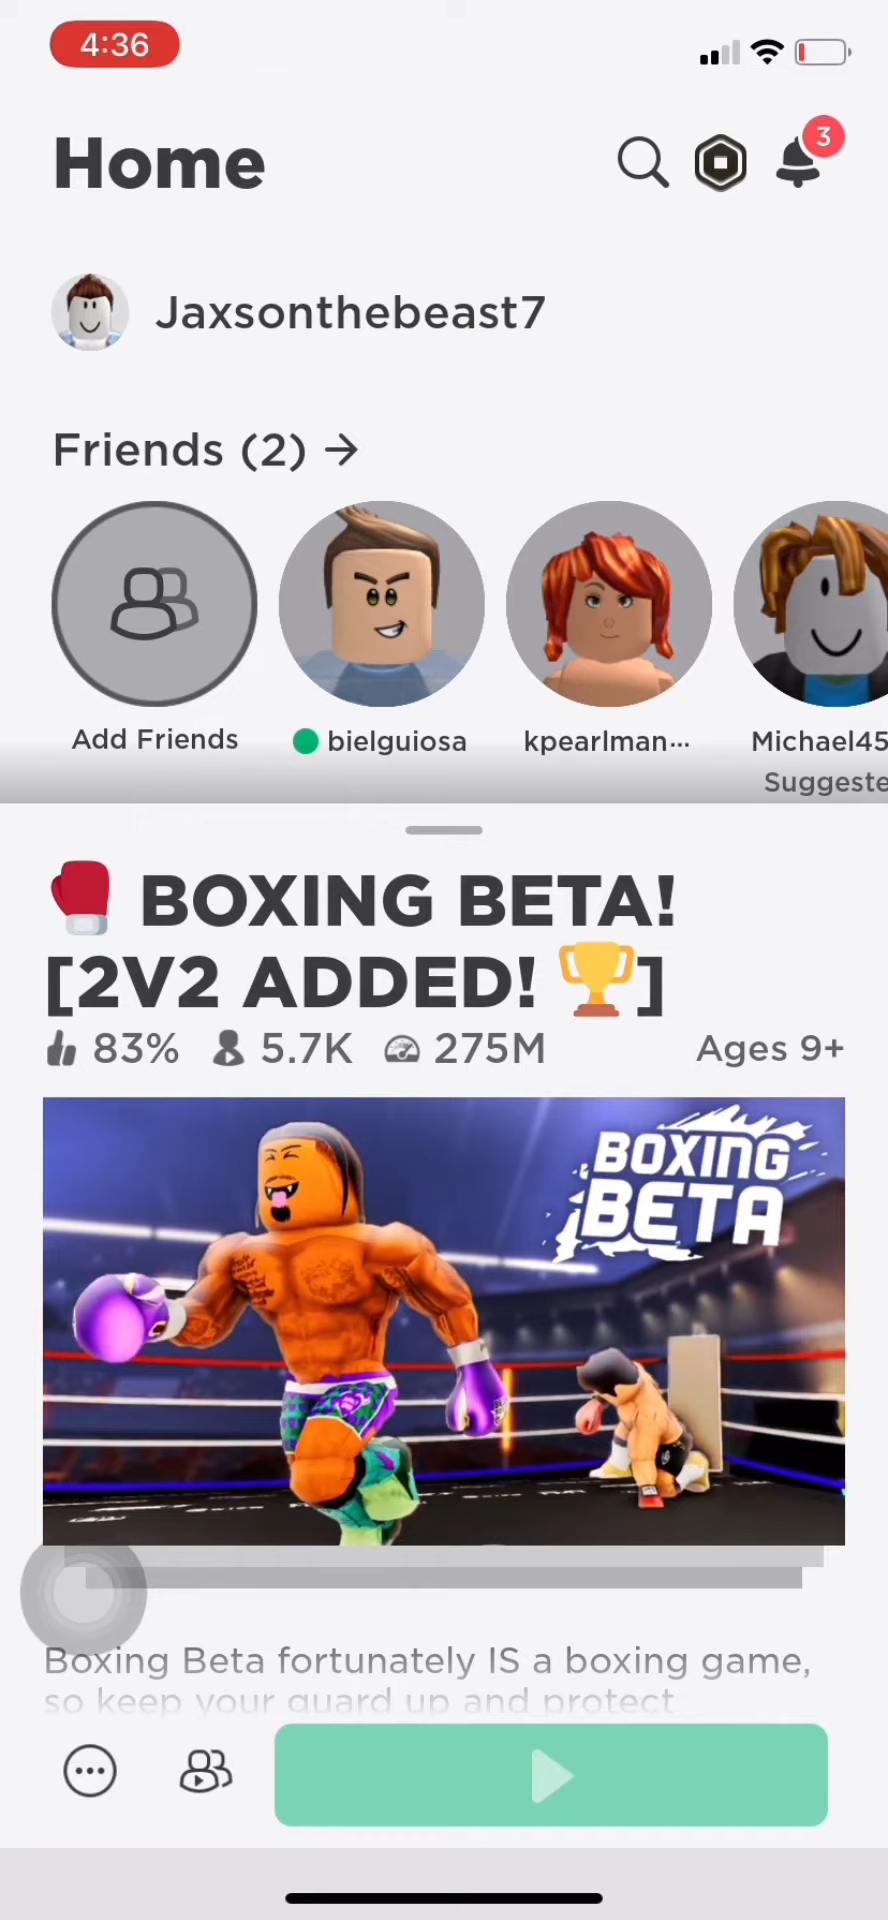 4:36
3
Home
Jaxsonthebeast7
Friends (2) →
Add Friends
bielguiosa
kpearlman...
Michael45
Suggeste
BOXING BETA!
[2V2 ADDED! 🏆]
83% 5.7K 275M Ages 9+
BOXING
BETA
Boxing Beta fortunately IS a boxing game,
so keep your guard up and protect